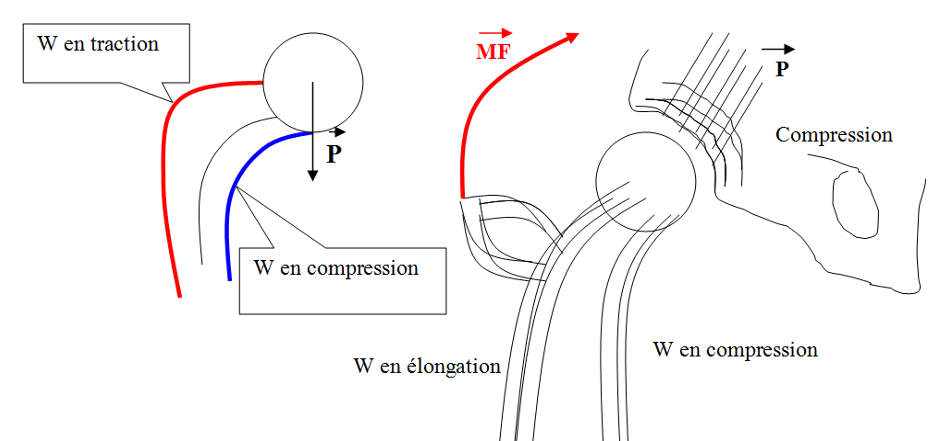 W en traction
P
W en compression
MF
P
Compression
W en élongation
W en compression